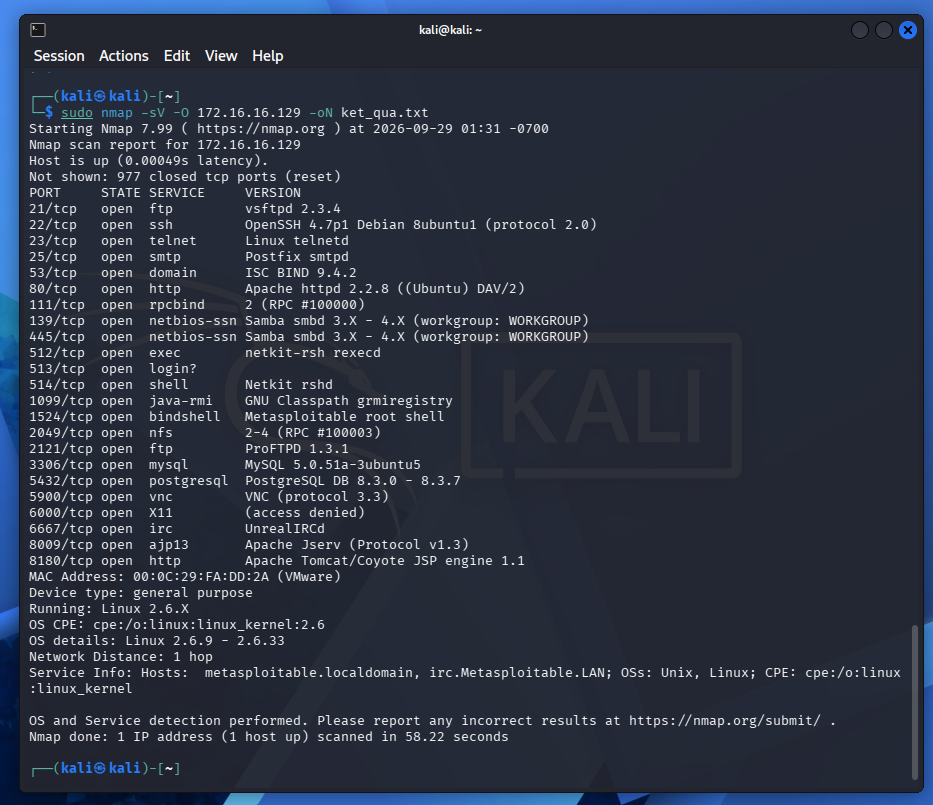 kali@kali: ~
Session Actions Edit View Help
┌──(kali㉿kali)-[~]
└─$ sudo nmap -sV -O 172.16.16.129 -oN ket_qua.txt
Starting Nmap 7.99 ( https://nmap.org ) at 2026-09-29 01:31 -0700
Nmap scan report for 172.16.16.129
Host is up (0.00049s latency).
Not shown: 977 closed tcp ports (reset)
PORT     STATE SERVICE     VERSION
21/tcp   open  ftp         vsftpd 2.3.4
22/tcp   open  ssh         OpenSSH 4.7p1 Debian 8ubuntu1 (protocol 2.0)
23/tcp   open  telnet      Linux telnetd
25/tcp   open  smtp        Postfix smtpd
53/tcp   open  domain      ISC BIND 9.4.2
80/tcp   open  http        Apache httpd 2.2.8 ((Ubuntu) DAV/2)
111/tcp  open  rpcbind     2 (RPC #100000)
139/tcp  open  netbios-ssn Samba smbd 3.X - 4.X (workgroup: WORKGROUP)
445/tcp  open  netbios-ssn Samba smbd 3.X - 4.X (workgroup: WORKGROUP)
512/tcp  open  exec        netkit-rsh rexecd
513/tcp  open  login?
514/tcp  open  shell       Netkit rshd
1099/tcp open  java-rmi    GNU Classpath grmiregistry
1524/tcp open  bindshell   Metasploitable root shell
2049/tcp open  nfs         2-4 (RPC #100003)
2121/tcp open  ftp         ProFTPD 1.3.1
3306/tcp open  mysql       MySQL 5.0.51a-3ubuntu5
5432/tcp open  postgresql  PostgreSQL DB 8.3.0 - 8.3.7
5900/tcp open  vnc         VNC (protocol 3.3)
6000/tcp open  X11         (access denied)
6667/tcp open  irc         UnrealIRCd
8009/tcp open  ajp13       Apache Jserv (Protocol v1.3)
8180/tcp open  http        Apache Tomcat/Coyote JSP engine 1.1
MAC Address: 00:0C:29:FA:DD:2A (VMware)
Device type: general purpose
Running: Linux 2.6.X
OS CPE: cpe:/o:linux:linux_kernel:2.6
OS details: Linux 2.6.9 - 2.6.33
Network Distance: 1 hop
Service Info: Hosts:  metasploitable.localdomain, irc.Metasploitable.LAN; OSs: Unix, Linux; CPE: cpe:/o:linux
:linux_kernel
OS and Service detection performed. Please report any incorrect results at https://nmap.org/submit/ .
Nmap done: 1 IP address (1 host up) scanned in 58.22 seconds
┌──(kali㉿kali)-[~]
KALI